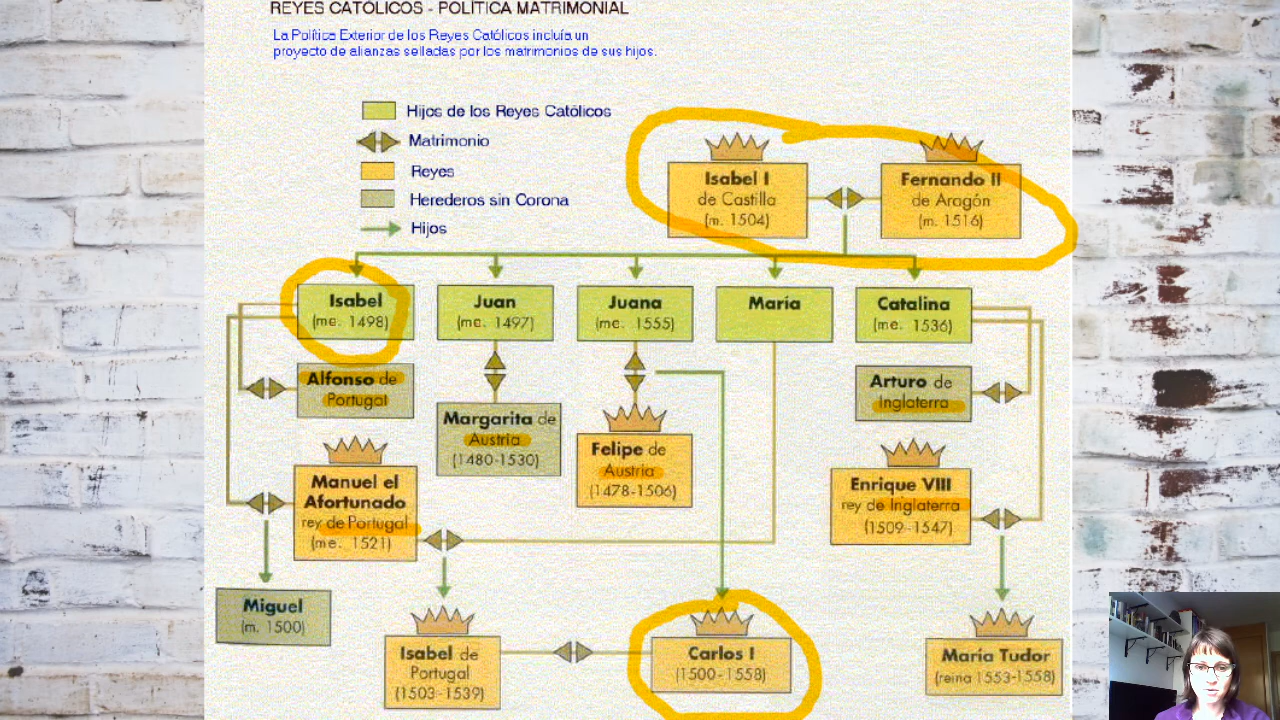 REYES CATÓLICOS - POLÍTICA MATRIMONIAL
La Política Exterior de los Reyes Católicos incluía un
proyecto de alianzas selladas por los matrimonios de sus hijos.
Hijos de los Reyes Católicos
Matrimonio
Reyes
Herederos sin Corona
Hijos
Isabel I
de Castilla
(m. 1504)
Fernando II
de Aragón
(m. 1516)
Isabel
(me. 1498)
Juan
(me. 1497)
Juana
(me. 1555)
María
Catalina
(me. 1536)
Alfonso de
Portugal
Margarita de
Austria
(1480-1530)
Felipe de
Austria
(1478-1506)
Arturo de
Inglaterra
Manuel el
Afortunado
rey de Portugal
(me. 1521)
Enrique VIII
rey de Inglaterra
(1509-1547)
Miguel
(m. 1500)
Isabel de
Portugal
(1503-1539)
Carlos I
(1500-1558)
María Tudor
(reina 1553-1558)